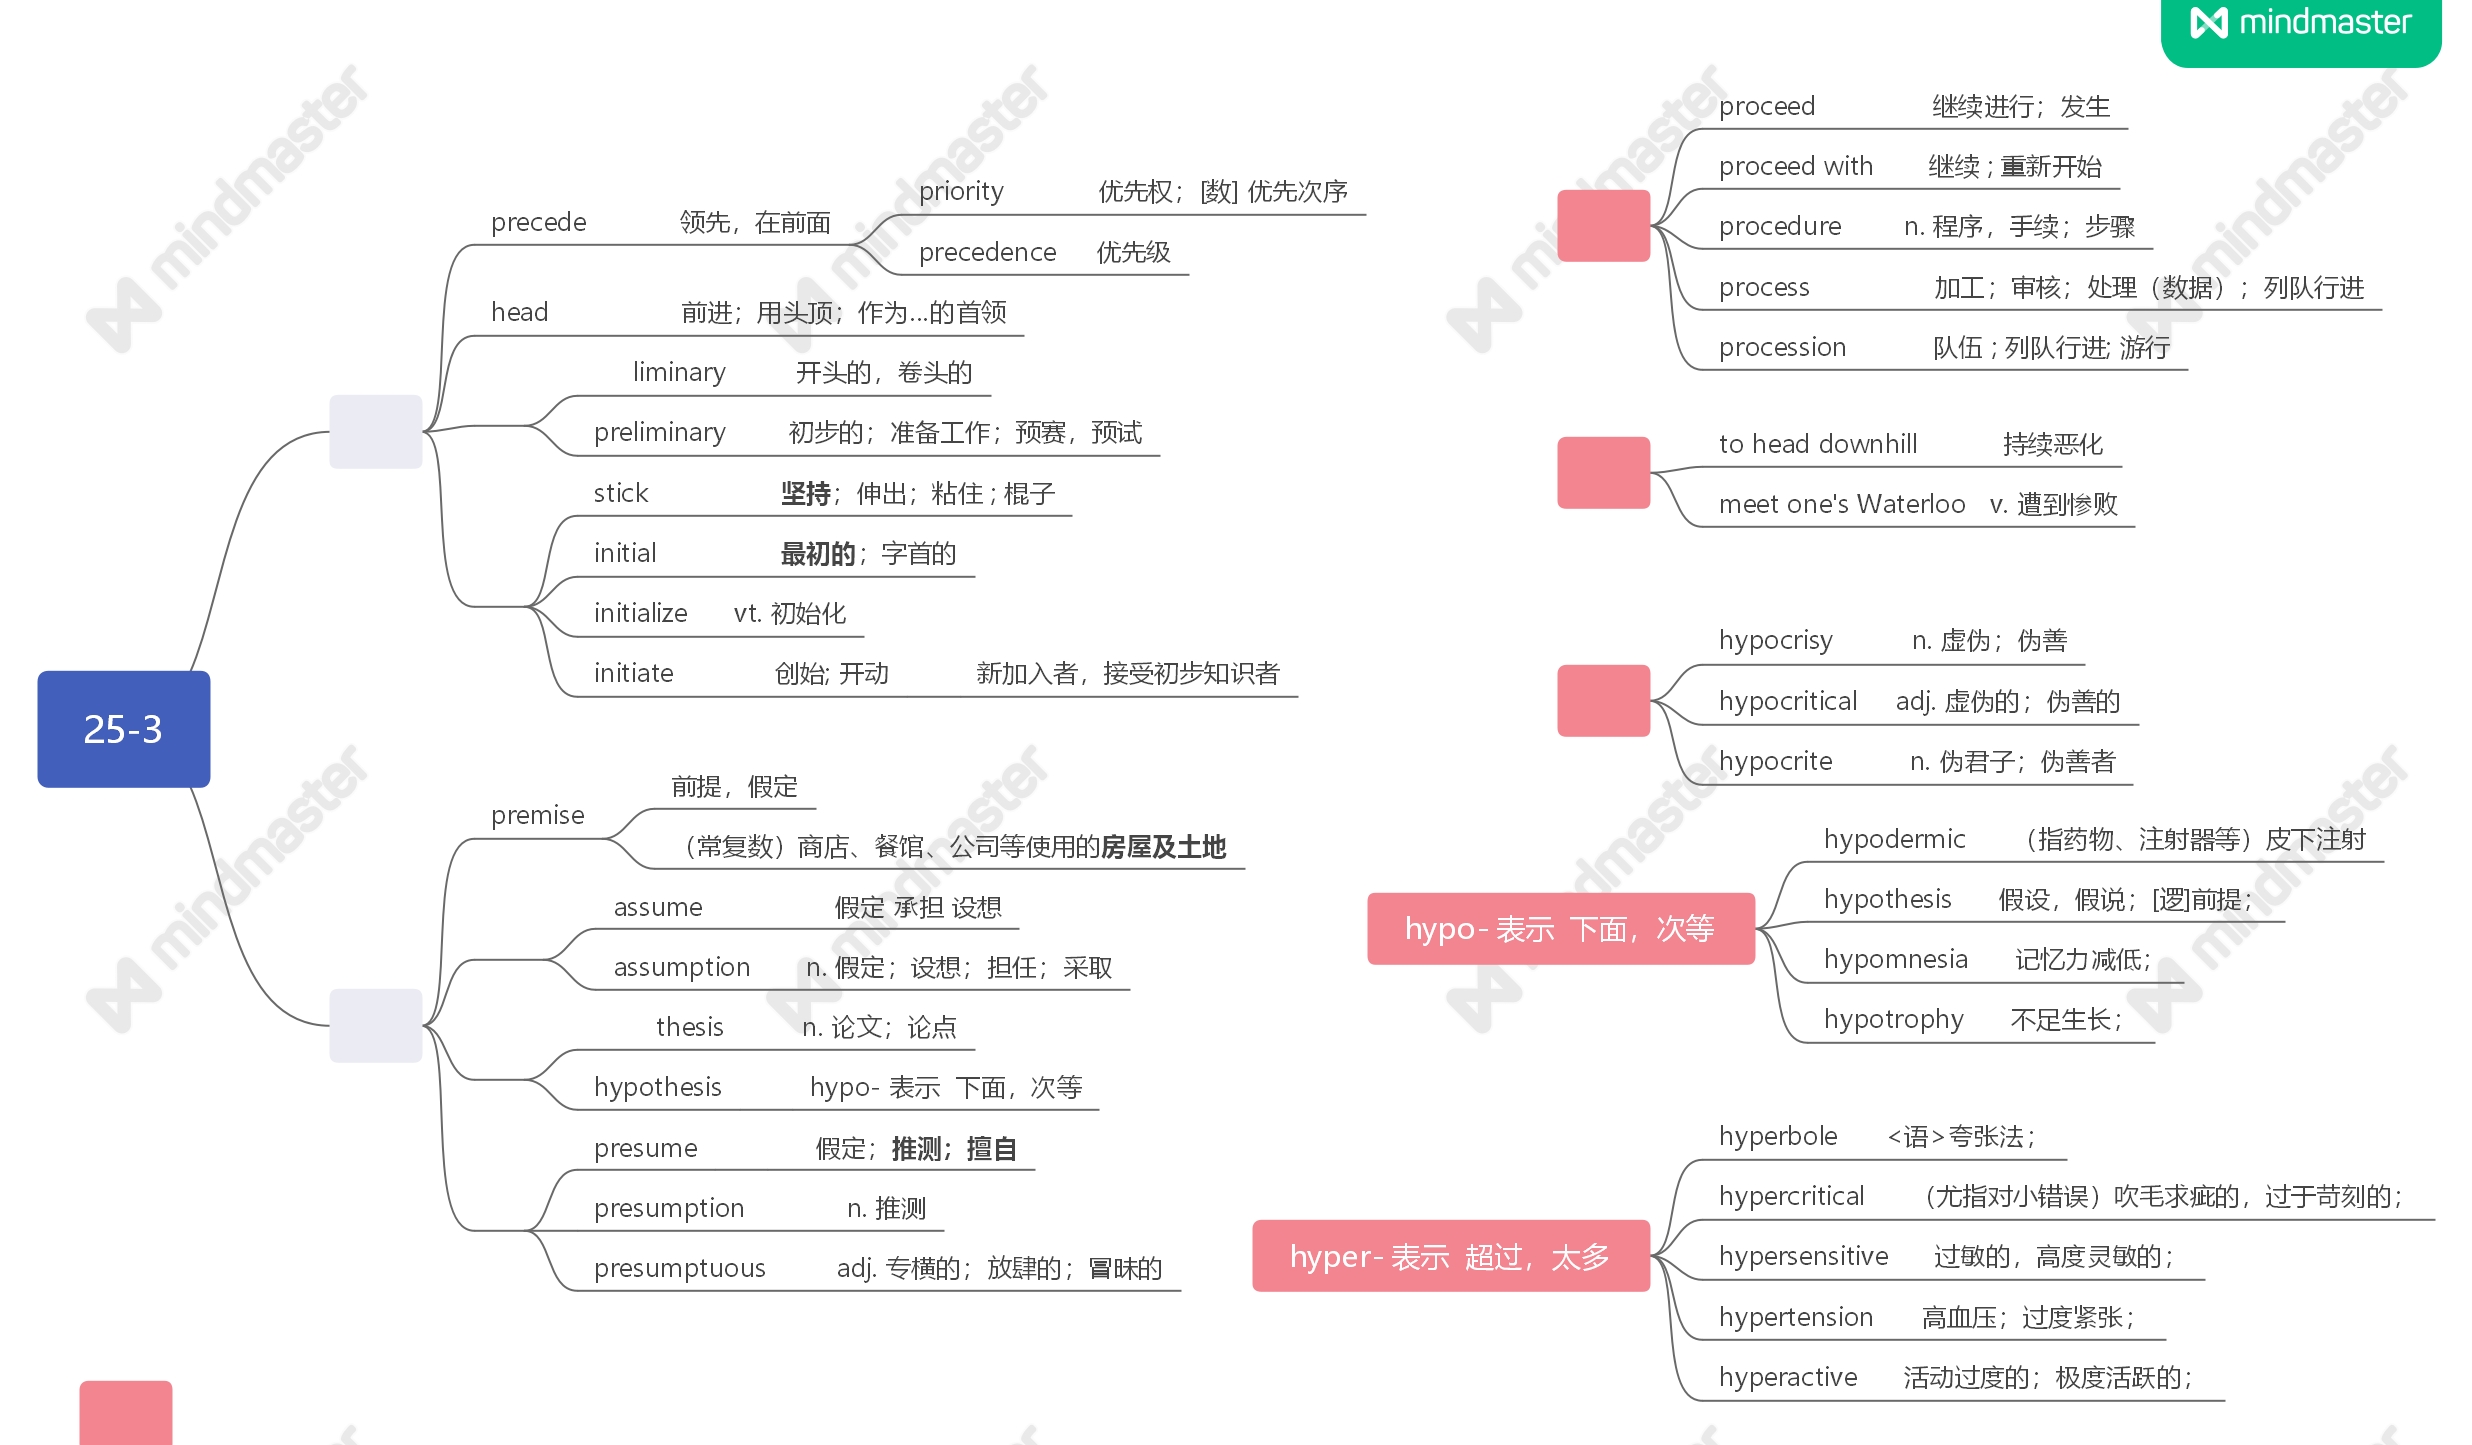 mindmaster
25-3
precede 领先，在前面
priority 优先权；[数] 优先次序
precedence 优先级
head 前进；用头顶；作为...的首领
liminary 开头的，卷头的
preliminary 初步的；准备工作；预赛，预试
stick 坚持；伸出；粘住 ; 棍子
initial 最初的；字首的
initialize vt. 初始化
initiate 创始; 开动 新加入者，接受初步知识者
premise
前提，假定
（常复数）商店、餐馆、公司等使用的房屋及土地
assume 假定 承担 设想
assumption n. 假定；设想；担任；采取
thesis n. 论文；论点
hypothesis hypo- 表示 下面，次等
presume 假定；推测；擅自
presumption n. 推测
presumptuous adj. 专横的；放肆的；冒昧的
proceed 继续进行；发生
proceed with 继续 ; 重新开始
procedure n. 程序，手续；步骤
process 加工；审核；处理（数据）；列队行进
procession 队伍 ; 列队行进; 游行
to head downhill 持续恶化
meet one's Waterloo v. 遭到惨败
hypocrisy n. 虚伪；伪善
hypocritical adj. 虚伪的；伪善的
hypocrite n. 伪君子；伪善者
hypo- 表示 下面，次等
hypodermic （指药物、注射器等）皮下注射
hypothesis 假设，假说；[逻]前提；
hypomnesia 记忆力减低；
hypotrophy 不足生长；
hyper- 表示 超过，太多
hyperbole <语>夸张法；
hypercritical （尤指对小错误）吹毛求疵的，过于苛刻的；
hypersensitive 过敏的，高度灵敏的；
hypertension 高血压；过度紧张；
hyperactive 活动过度的；极度活跃的；
mindmaster
mindmaster
mindmaster
mindmaster
mindmaster
mindmaster
mindmaster
mindmaster